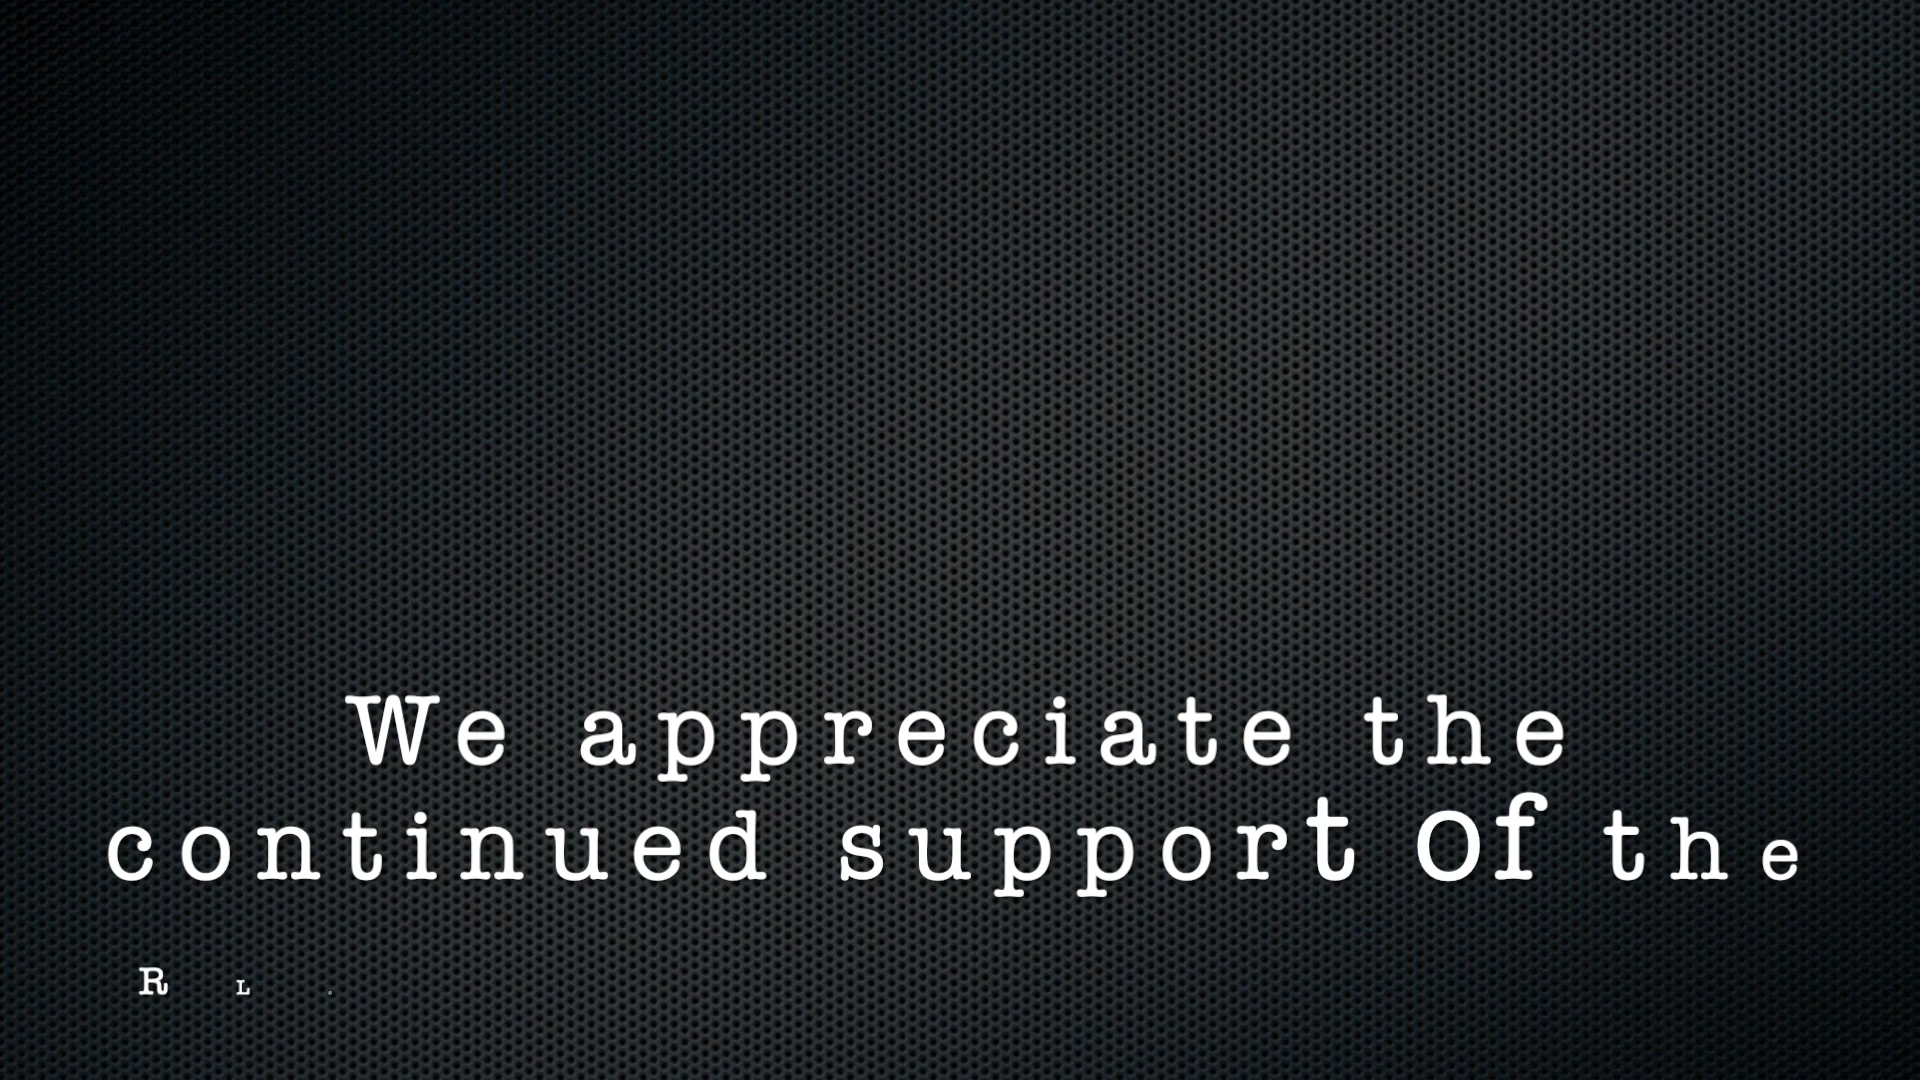 We appreciate the
continued support of the
R L